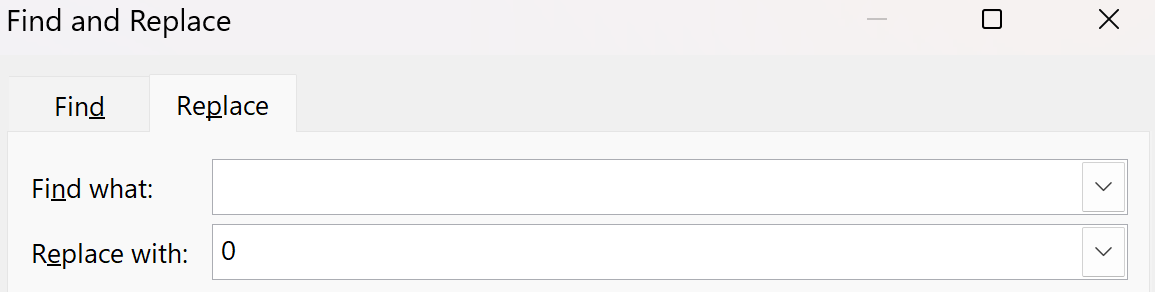 Find and Replace
Find Replace
Find what:
Replace with: 0